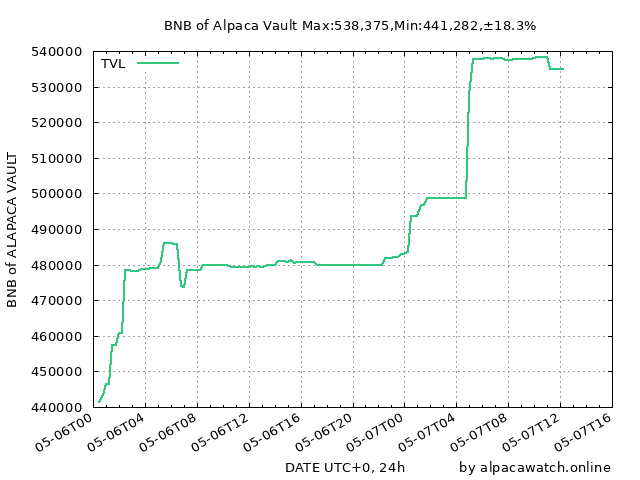 BNB of Alpaca Vault Max:538,375,Min:441,282,±18.3%
540000
TVL
530000
520000
510000
500000
490000
480000
470000
460000
450000
440000
BNB of ALAPACA VAULT
05-06T00
05-06T04
05-06T08
05-06T12
05-06T16
05-06T20
05-07T00
05-07T04
05-07T08
05-07T12
05-07T16
DATE UTC+0, 24h
by alpacawatch.online